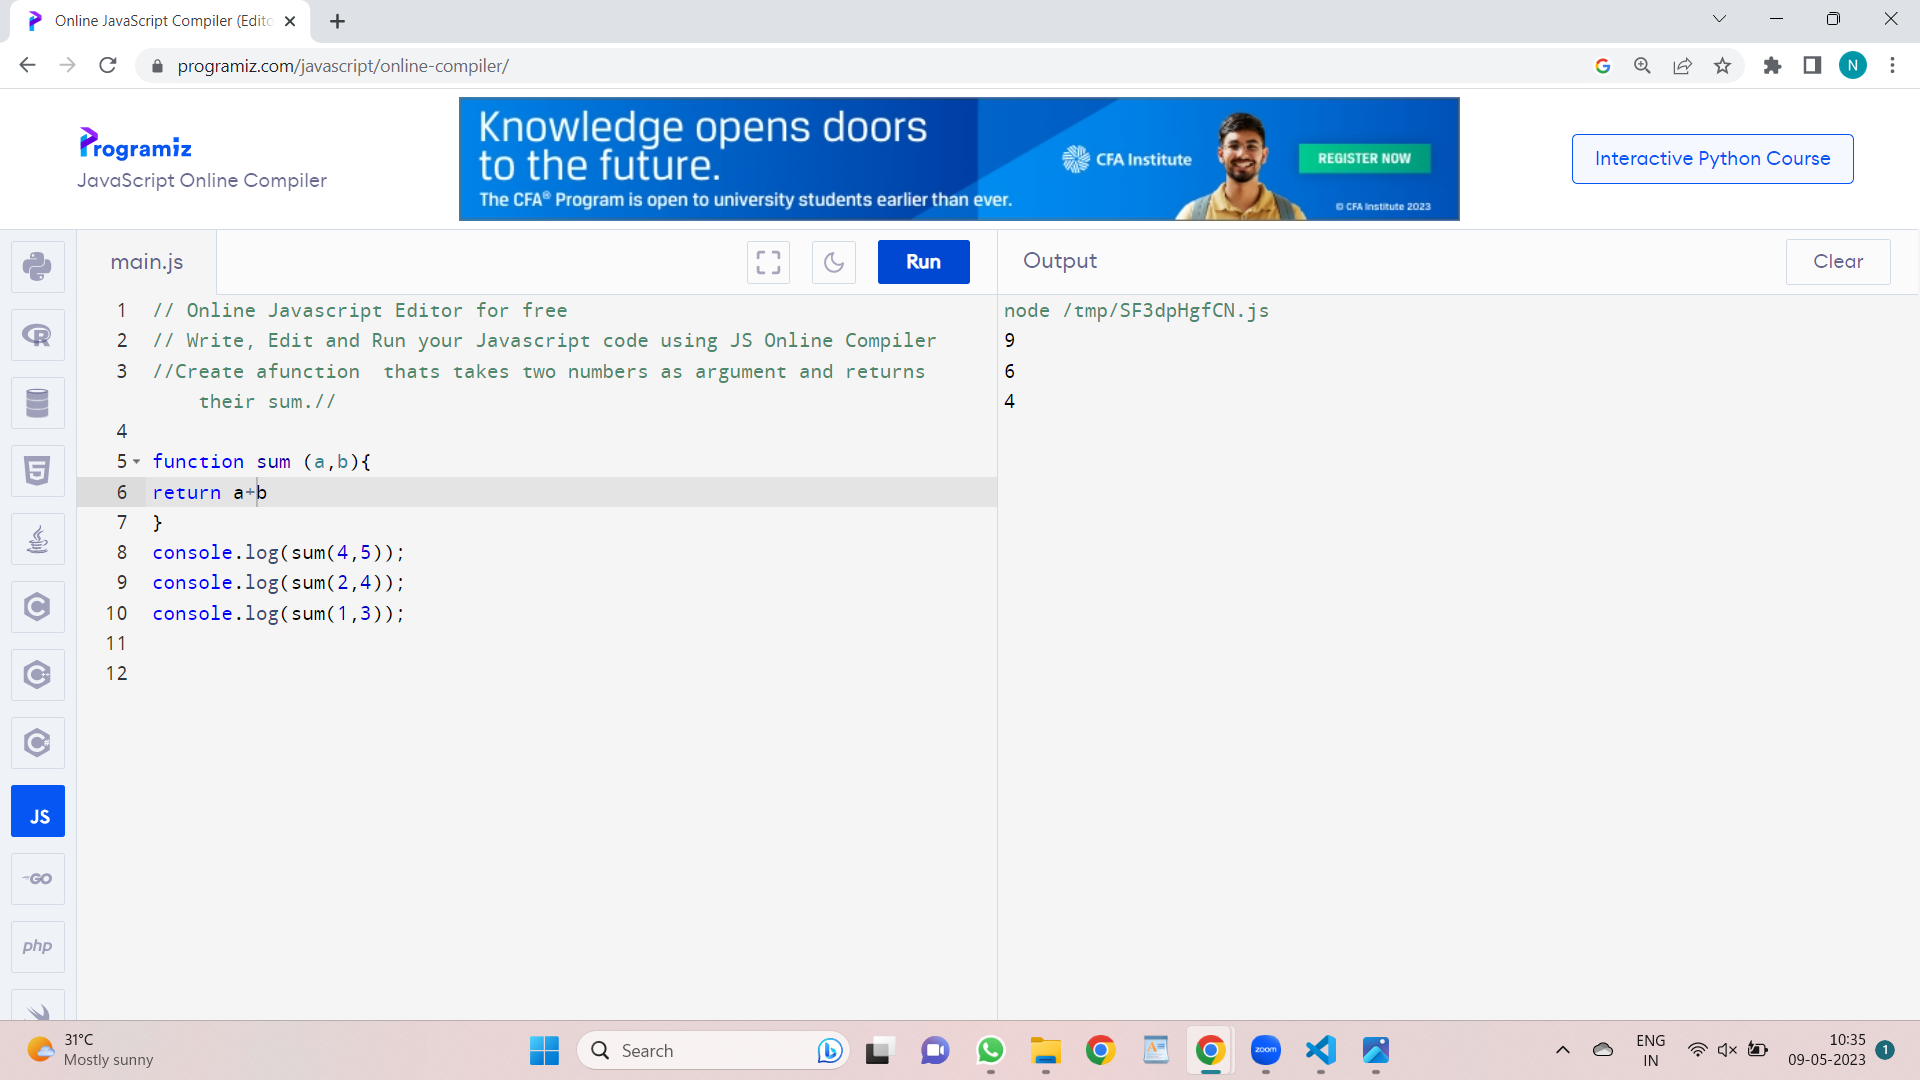 Online JavaScript Compiler (Edito
programiz.com/javascript/online-compiler/
N
Programiz
JavaScript Online Compiler
Knowledge opens doors
to the future.
The CFA® Program is open to university students earlier than ever.
CFA Institute
REGISTER NOW
© CFA Institute 2023
Interactive Python Course
main.js
Run
Output
Clear
1 // Online Javascript Editor for free
2 // Write, Edit and Run your Javascript code using JS Online Compiler
3 //Create afunction  thats takes two numbers as argument and returns
their sum.//
4
5 function sum (a,b){
6 return a+b
7 }
8 console.log(sum(4,5));
9 console.log(sum(2,4));
10 console.log(sum(1,3));
11
12
node /tmp/SF3dpHgfCN.js
9
6
4
R
5
C
C++
C#
JS
GO
php
31°C
Mostly sunny
Search
zoom
ENG
IN
10:35
09-05-2023
1